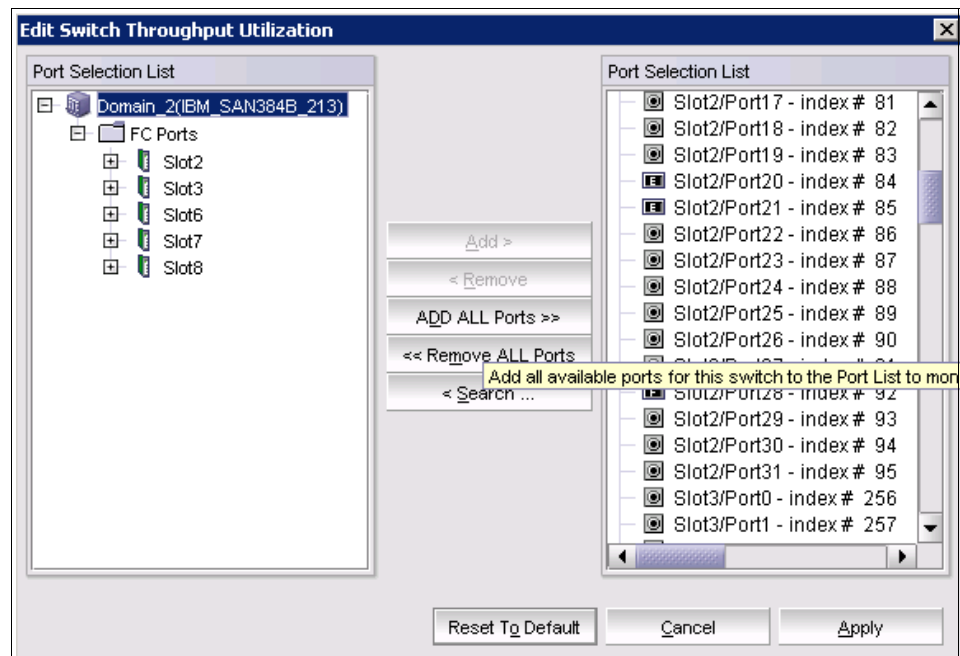 Edit Switch Throughput Utilization
Port Selection List
Domain_2(IBM_SAN384B_213)
FC Ports
Slot2
Slot3
Slot6
Slot7
Slot8
Add >
< Remove
ADD ALL Ports >>
<< Remove ALL Ports
< Search ...
Port Selection List
Slot2/Port17 - index # 81
Slot2/Port18 - index # 82
Slot2/Port19 - index # 83
Slot2/Port20 - index # 84
Slot2/Port21 - index # 85
Slot2/Port22 - index # 86
Slot2/Port23 - index # 87
Slot2/Port24 - index # 88
Slot2/Port25 - index # 89
Slot2/Port26 - index # 90
Add all available ports for this switch to the Port List to mon
Slot2/Port28 - index # 92
Slot2/Port29 - index # 93
Slot2/Port30 - index # 94
Slot2/Port31 - index # 95
Slot3/Port0 - index # 256
Slot3/Port1 - index # 257
Reset To Default
Cancel
Apply